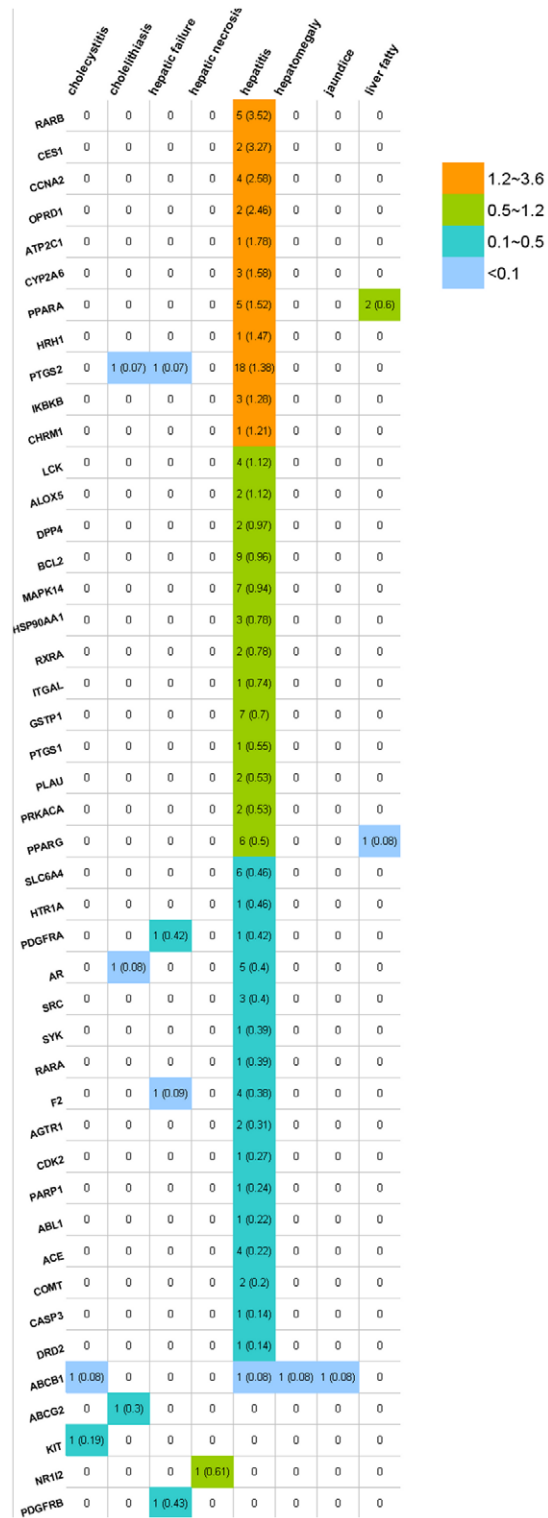 cholecystitis cholelithiasis hepatic failure hepatic necrosis hepatitis hepatomegaly jaundice liver fatty
RARB 0 0 0 0 5 (3.52) 0 0 0
CES1 0 0 0 0 2 (3.27) 0 0 0
CCNA2 0 0 0 0 4 (2.58) 0 0 0
OPRD1 0 0 0 0 2 (2.46) 0 0 0
ATP2C1 0 0 0 0 1 (1.78) 0 0 0
CYP2A6 0 0 0 0 3 (1.58) 0 0 0
PPARA 0 0 0 0 5 (1.52) 0 0 2 (0.6)
HRH1 0 0 0 0 1 (1.47) 0 0 0
PTGS2 0 1 (0.07) 1 (0.07) 0 18 (1.38) 0 0 0
IKBKB 0 0 0 0 3 (1.28) 0 0 0
CHRM1 0 0 0 0 1 (1.21) 0 0 0
LCK 0 0 0 0 4 (1.12) 0 0 0
ALOX5 0 0 0 0 2 (1.12) 0 0 0
DPP4 0 0 0 0 2 (0.97) 0 0 0
BCL2 0 0 0 0 9 (0.96) 0 0 0
MAPK14 0 0 0 0 7 (0.94) 0 0 0
HSP90AA1 0 0 0 0 3 (0.78) 0 0 0
RXRA 0 0 0 0 2 (0.78) 0 0 0
ITGAL 0 0 0 0 1 (0.74) 0 0 0
GSTP1 0 0 0 0 7 (0.7) 0 0 0
PTGS1 0 0 0 0 1 (0.55) 0 0 0
PLAU 0 0 0 0 2 (0.53) 0 0 0
PRKACA 0 0 0 0 2 (0.53) 0 0 0
PPARG 0 0 0 0 6 (0.5) 0 0 1 (0.08)
SLC6A4 0 0 0 0 6 (0.46) 0 0 0
HTR1A 0 0 0 0 1 (0.46) 0 0 0
PDGFRA 0 0 1 (0.42) 0 1 (0.42) 0 0 0
AR 0 1 (0.08) 0 0 5 (0.4) 0 0 0
SRC 0 0 0 0 3 (0.4) 0 0 0
SYK 0 0 0 0 1 (0.39) 0 0 0
RARA 0 0 0 0 1 (0.39) 0 0 0
F2 0 0 1 (0.09) 0 4 (0.38) 0 0 0
AGTR1 0 0 0 0 2 (0.31) 0 0 0
CDK2 0 0 0 0 1 (0.27) 0 0 0
PARP1 0 0 0 0 1 (0.24) 0 0 0
ABL1 0 0 0 0 1 (0.22) 0 0 0
ACE 0 0 0 0 4 (0.22) 0 0 0
COMT 0 0 0 0 2 (0.2) 0 0 0
CASP3 0 0 0 0 1 (0.14) 0 0 0
DRD2 0 0 0 0 1 (0.14) 0 0 0
ABCB1 1 (0.08) 0 0 0 1 (0.08) 1 (0.08) 1 (0.08) 0
ABCG2 0 1 (0.3) 0 0 0 0 0 0
KIT 1 (0.19) 0 0 0 0 0 0 0
NR1I2 0 0 0 1 (0.61) 0 0 0 0
PDGFRB 0 0 1 (0.43) 0 0 0 0 0
1.2~3.6
0.5~1.2
0.1~0.5
<0.1